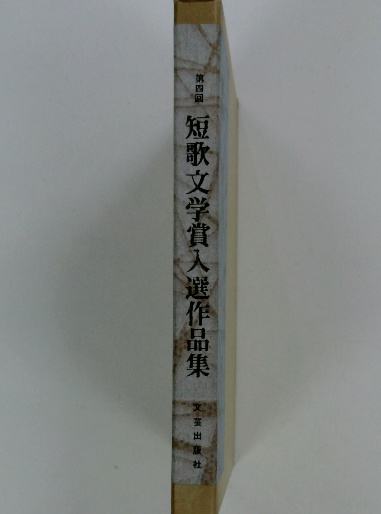 第四回
短歌文学賞入選作品集
文芸出版社